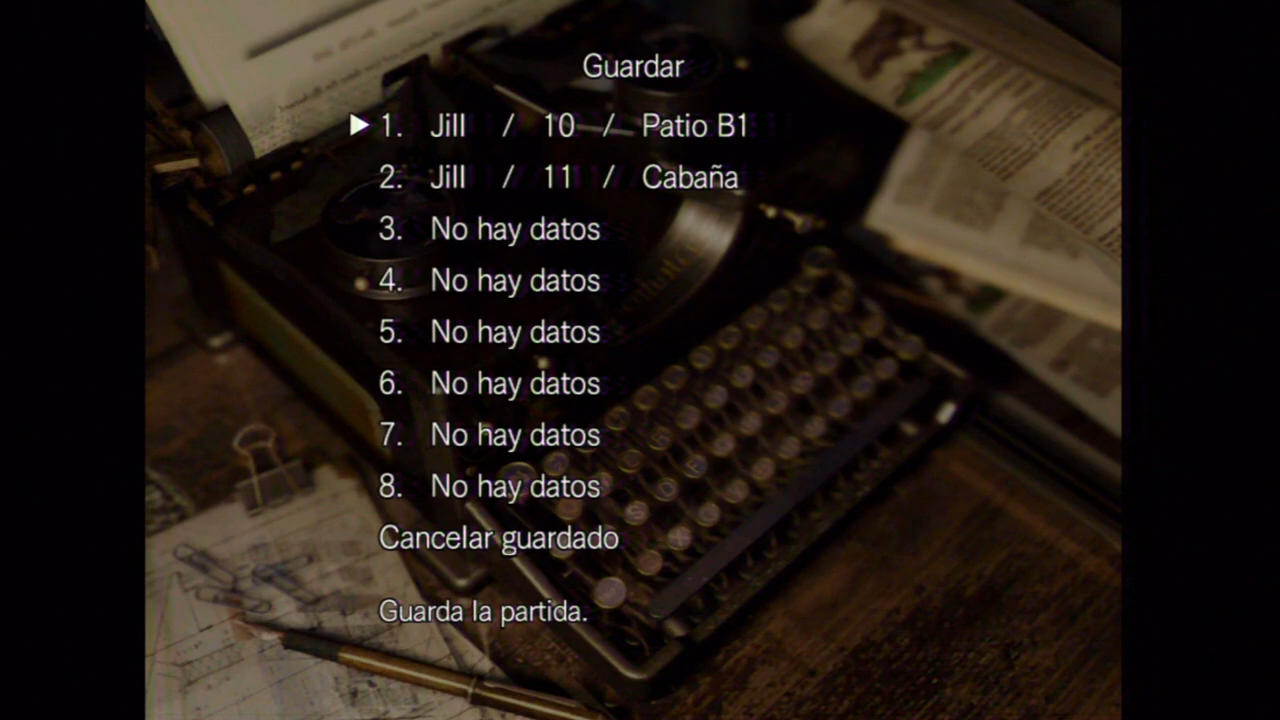 Guardar
1. Jill / 10 / Patio B1
2. Jill / 11 / Cabaña
3. No hay datos
4. No hay datos
5. No hay datos
6. No hay datos
7. No hay datos
8. No hay datos
Cancelar guardado
Guarda la partida.